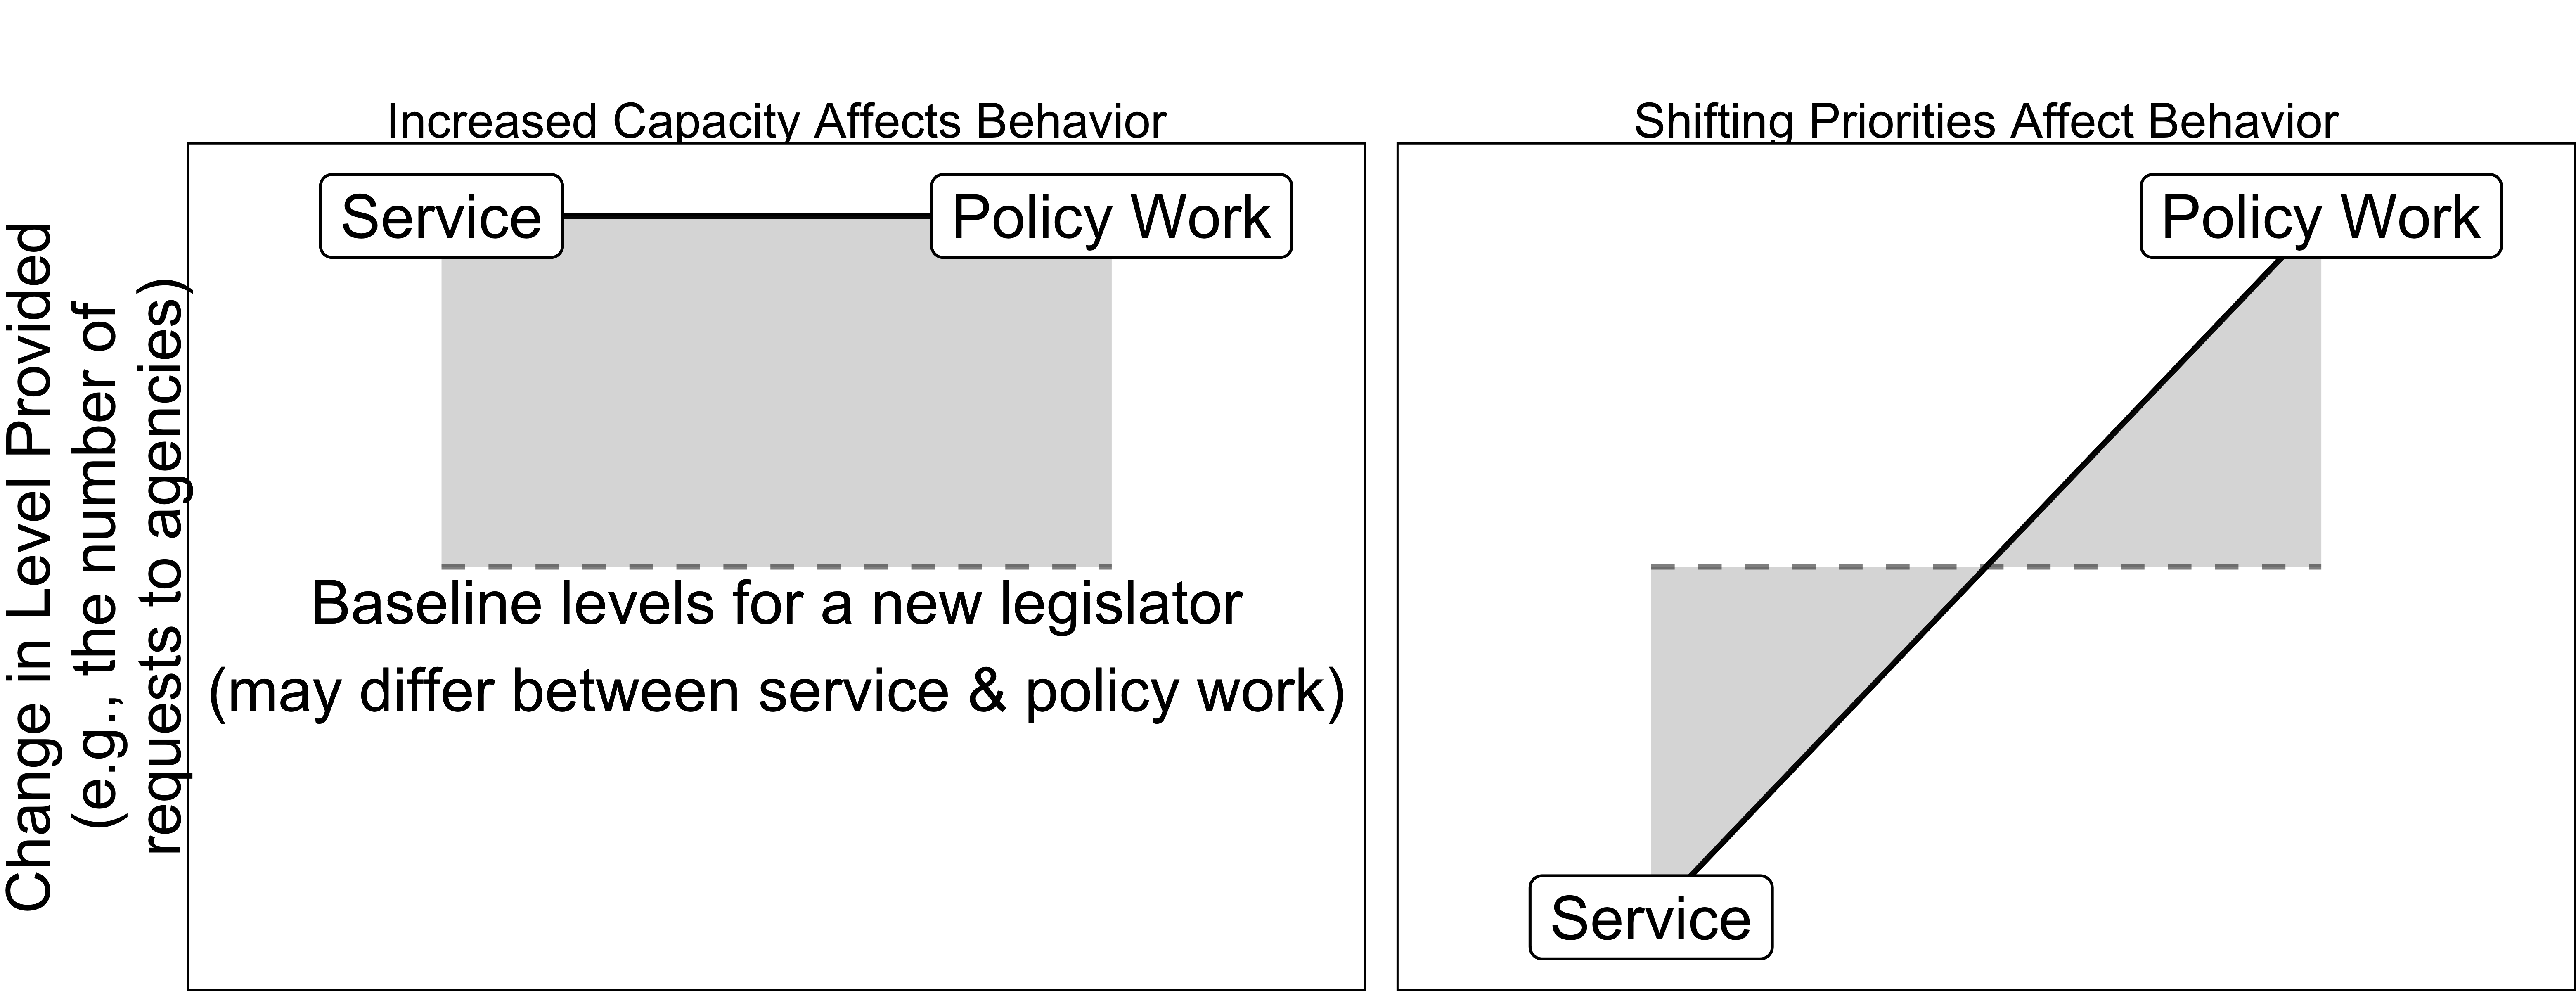 Change in Level Provided
(e.g., the number of
requests to agencies)
Increased Capacity Affects Behavior
Service
Policy Work
Baseline levels for a new legislator
(may differ between service & policy work)
Shifting Priorities Affect Behavior
Policy Work
Service